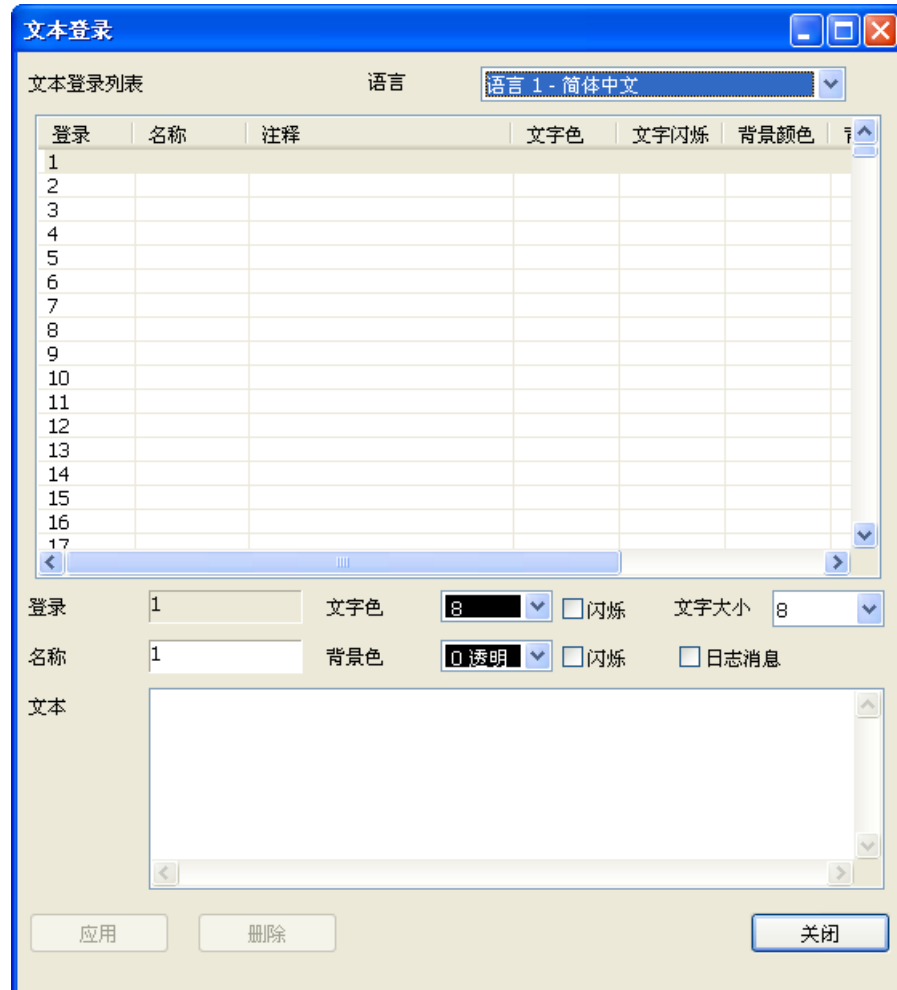 文本登录
文本登录列表 语言 语言 1 - 简体中文
登录 名称 注释 文字色 文字闪烁 背景颜色
1
2
3
4
5
6
7
8
9
10
11
12
13
14
15
16
17
登录 1 文字色 8 闪烁 文字大小 8
名称 1 背景色 0 透明 闪烁 日志消息
文本
应用 删除 关闭